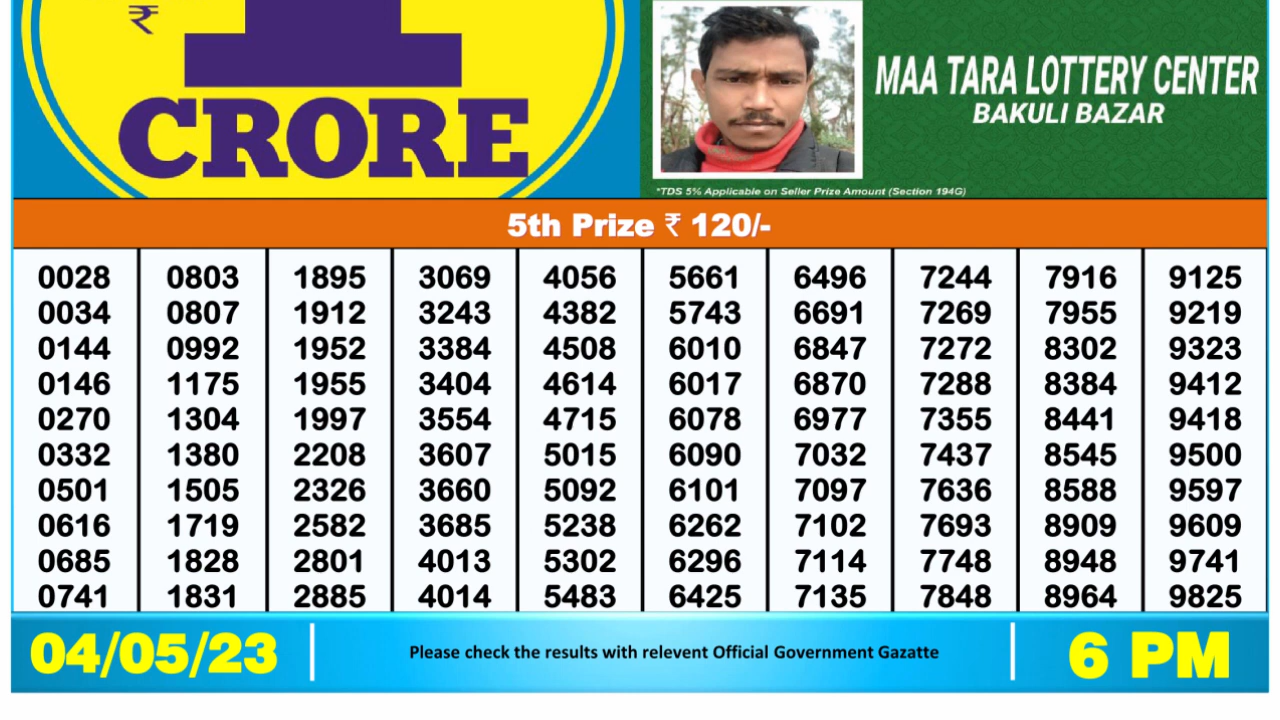 ₹
1
CRORE
MAA TARA LOTTERY CENTER
BAKULI BAZAR
*TDS 5% Applicable on Seller Prize Amount (Section 194G)
5th Prize ₹ 120/-
0028 0803 1895 3069 4056 5661 6496 7244 7916 9125
0034 0807 1912 3243 4382 5743 6691 7269 7955 9219
0144 0992 1952 3384 4508 6010 6847 7272 8302 9323
0146 1175 1955 3404 4614 6017 6870 7288 8384 9412
0270 1304 1997 3554 4715 6078 6977 7355 8441 9418
0332 1380 2208 3607 5015 6090 7032 7437 8545 9500
0501 1505 2326 3660 5092 6101 7097 7636 8588 9597
0616 1719 2582 3685 5238 6262 7102 7693 8909 9609
0685 1828 2801 4013 5302 6296 7114 7748 8948 9741
0741 1831 2885 4014 5483 6425 7135 7848 8964 9825
04/05/23
Please check the results with relevent Official Government Gazatte
6 PM